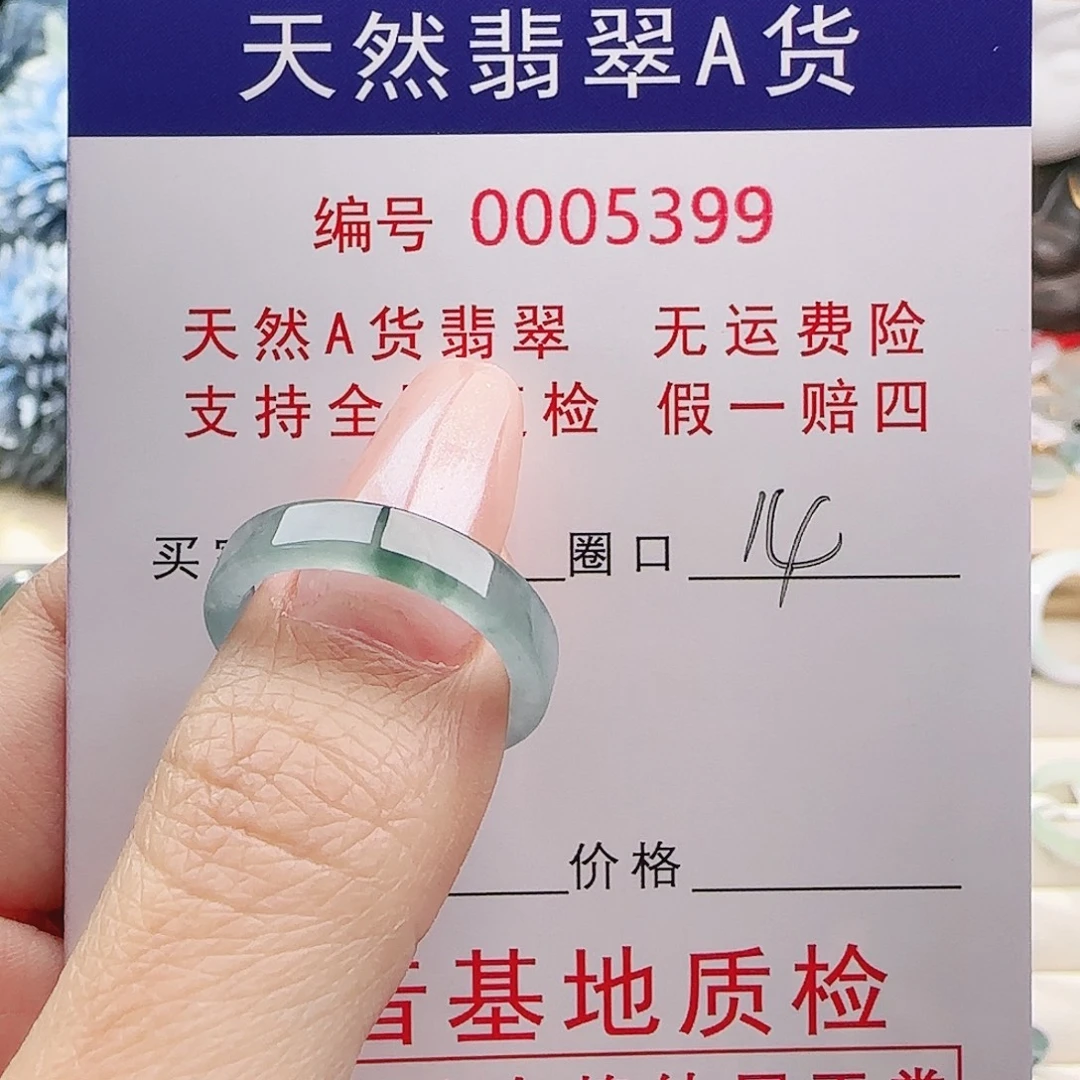 天然翡翠A货
编号 0005399
天然A货翡翠 无运费险
支持全 检 假一赔四
买 圈口 14
价格
基地质检